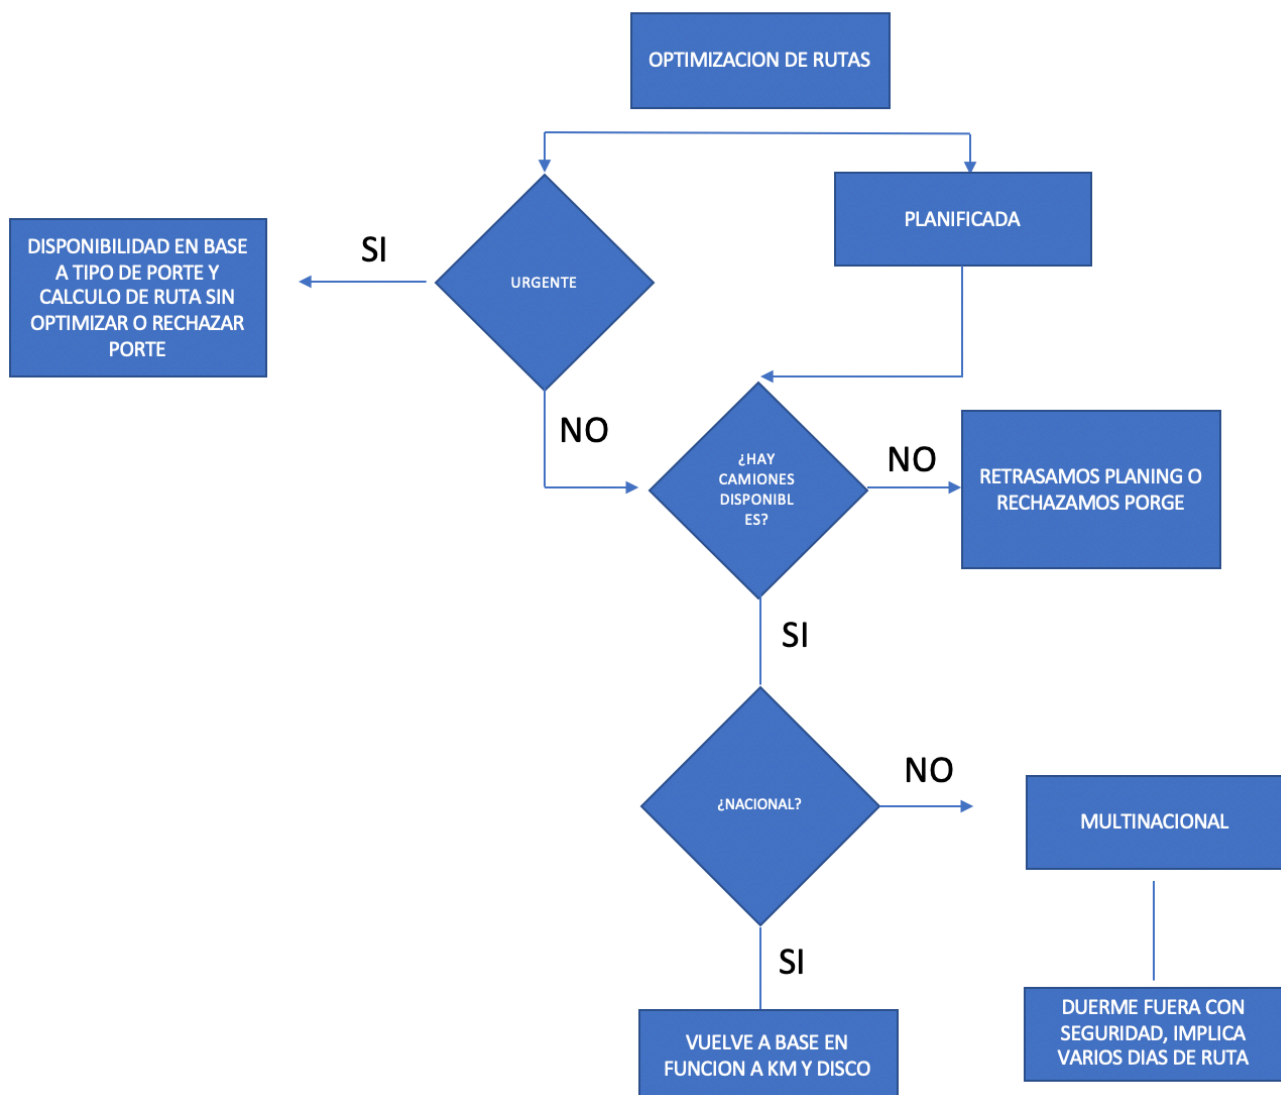 OPTIMIZACION DE RUTAS
PLANIFICADA
DISPONIBILIDAD EN BASE
A TIPO DE PORTE Y
CALCULO DE RUTA SIN
OPTIMIZAR O RECHAZAR
PORTE
SI
URGENTE
NO
¿HAY
CAMIONES
DISPONIBL
ES?
NO
RETRASAMOS PLANING O
RECHAZAMOS PORGE
SI
¿NACIONAL?
NO
MULTINACIONAL
SI
VUELVE A BASE EN
FUNCION A KM Y DISCO
DUERME FUERA CON
SEGURIDAD, IMPLICA
VARIOS DIAS DE RUTA